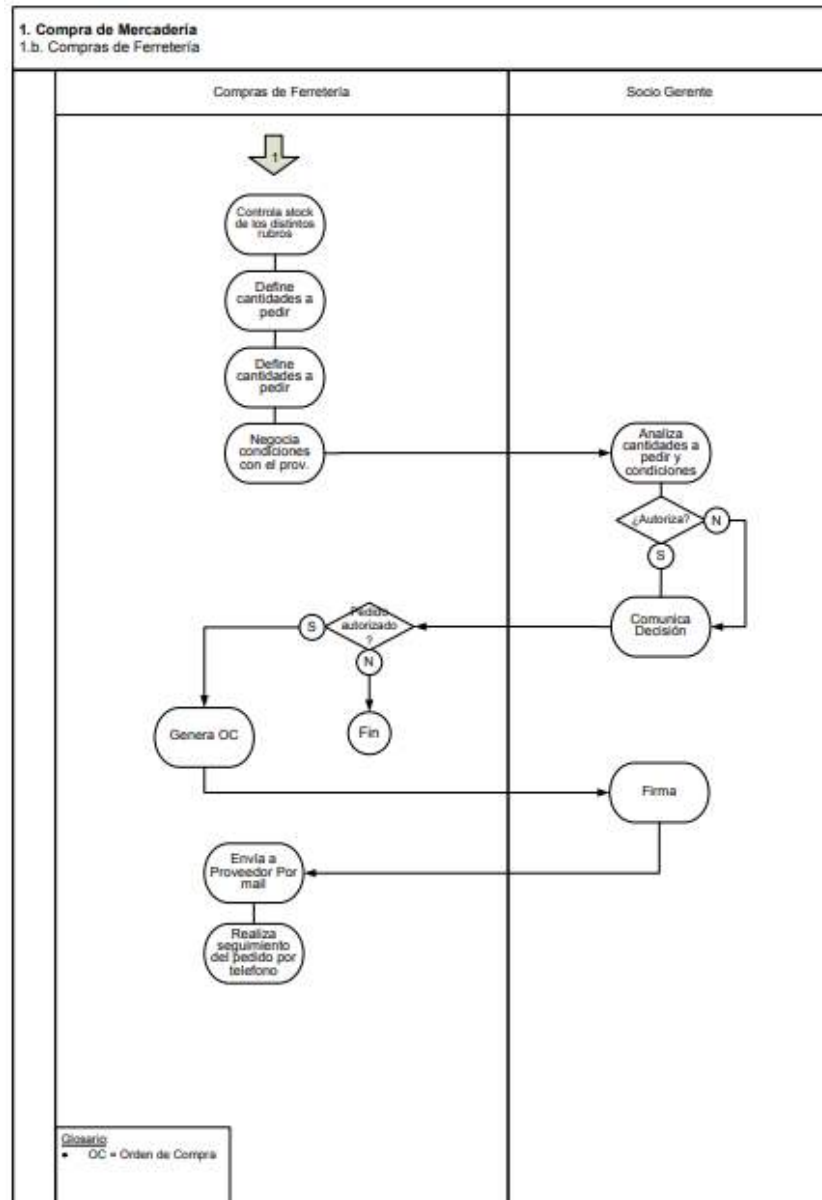 1. Compra de Mercadería
1.b. Compras de Ferretería
Compras de Ferretería
Socio Gerente
1
Controla stock
de los distintos
rubros
Define
cantidades a
pedir
Define
cantidades a
pedir
Negocia
condiciones
con el prov.
Analiza
cantidades a
pedir y
condiciones
¿Autoriza?
N
S
Comunica
Decisión
Pedido
autorizado
?
S
N
Genera OC
Fin
Firma
Envía a
Proveedor Por
mail
Realiza
seguimiento
del pedido por
telefono
Glosario
• OC = Orden de Compra